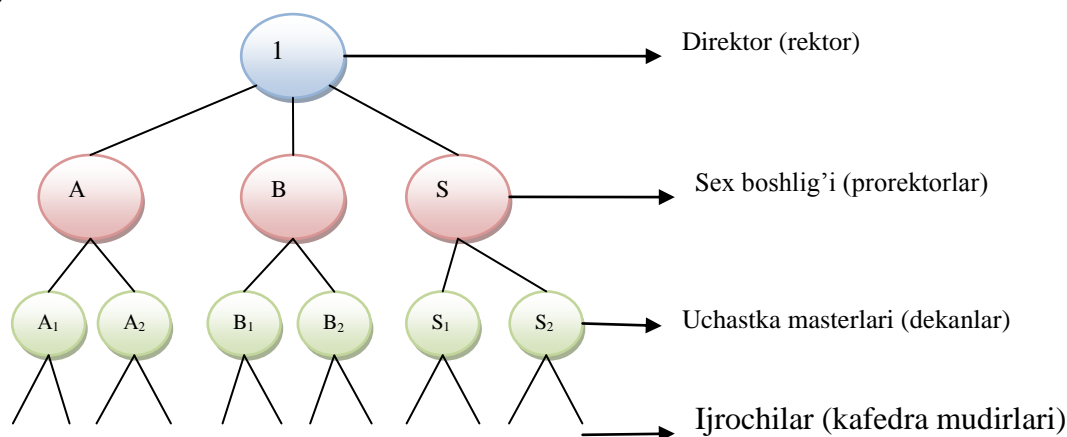 1
Direktor (rektor)
A
B
S
Sex boshlig’i (prorektorlar)
A₁
A₂
B₁
B₂
S₁
S₂
Uchastka masterlari (dekanlar)
Ijrochilar (kafedra mudirlari)